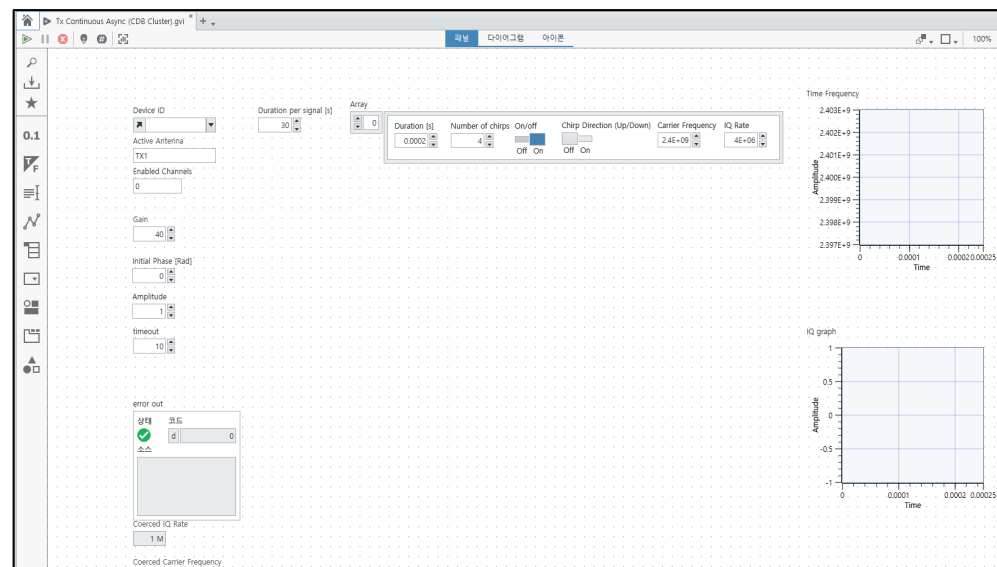 Tx Continuous Async (CDB Cluster).gvi *
패널 다이어그램 아이콘
100%
0.1
T F
Device ID
Active Antenna
TX1
Enabled Channels
0
Gain
40
Initial Phase [Rad]
0
Amplitude
1
timeout
10
error out
상태 코드
d 0
소스
Coerced IQ Rate
1 M
Coerced Carrier Frequency
Duration per signal [s]
30
Array
0
Duration [s] Number of chirps On/off Chirp Direction (Up/Down) Carrier Frequency IQ Rate
0.0002 4 2.4E+09 4E+06
Off On Off On
Time Frequency
2.403E+9
2.402E+9
2.401E+9
2.400E+9
2.399E+9
2.398E+9
2.397E+9
Amplitude
0 0.0001 0.0002 0.00025
Time
IQ graph
1
0.5
0
-0.5
-1
Amplitude
0 0.0001 0.0002 0.00025
Time